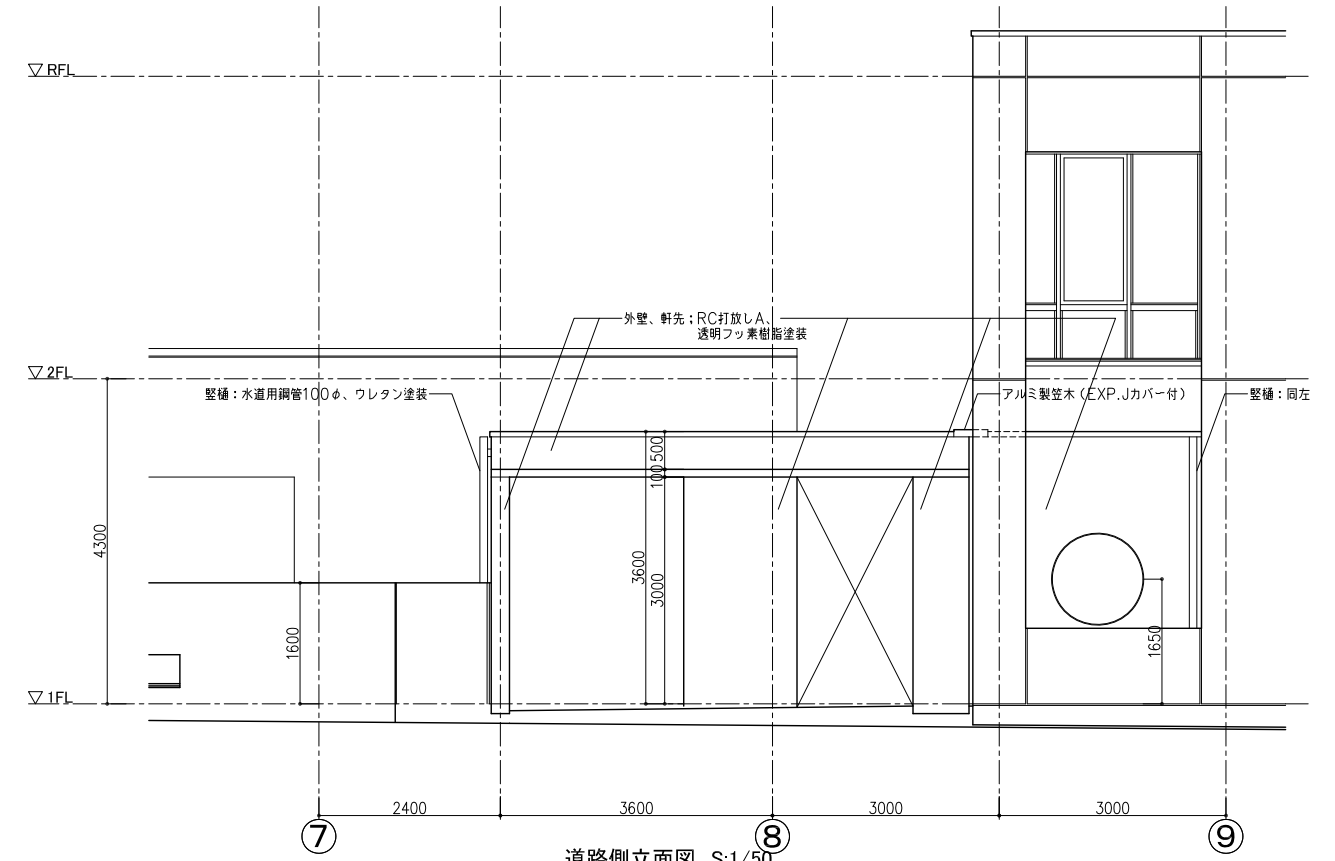 ▽ RFL
外壁、軒先；RC打放しA、
透明フッ素樹脂塗装
▽ 2FL
竪樋：水道用鋼管100φ、ウレタン塗装
アルミ製笠木（EXP.Jカバー付）
竪樋：同左
500
100
4300
3600
3000
1600
1650
▽ 1FL
2400
3600
3000
3000
7
8
9
道路側立面図 S:1/50